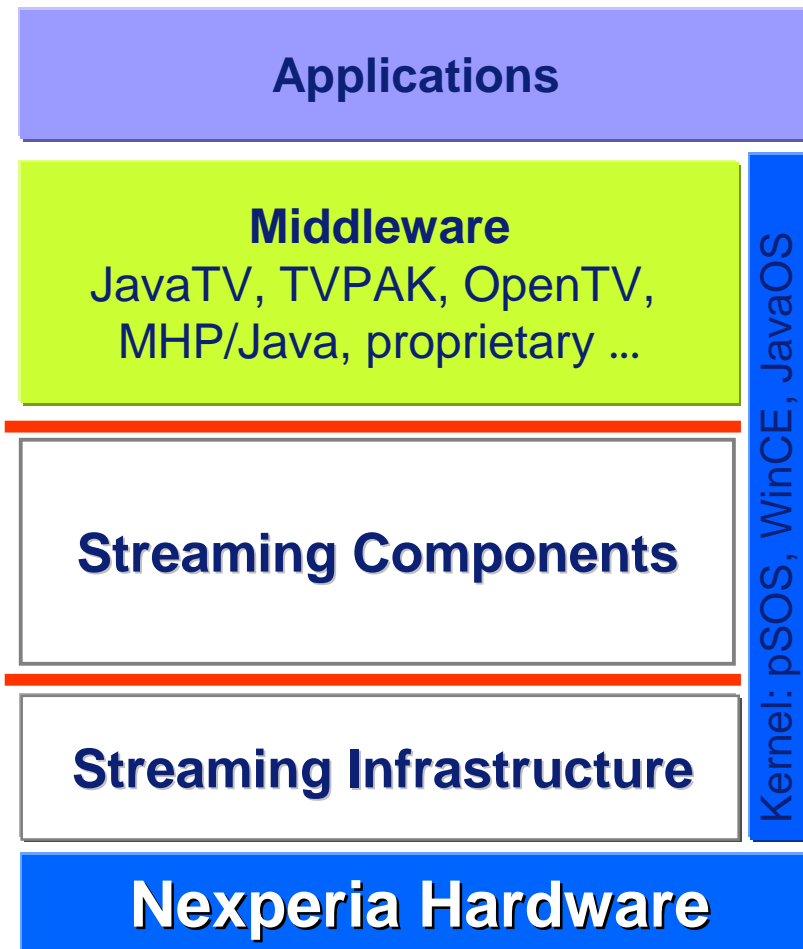 Applications
Middleware
JavaTV, TVPAK, OpenTV,
MHP/Java, proprietary ...
Kernel: pSOS, WinCE, JavaOS
Streaming Components
Streaming Infrastructure
Nexperia Hardware